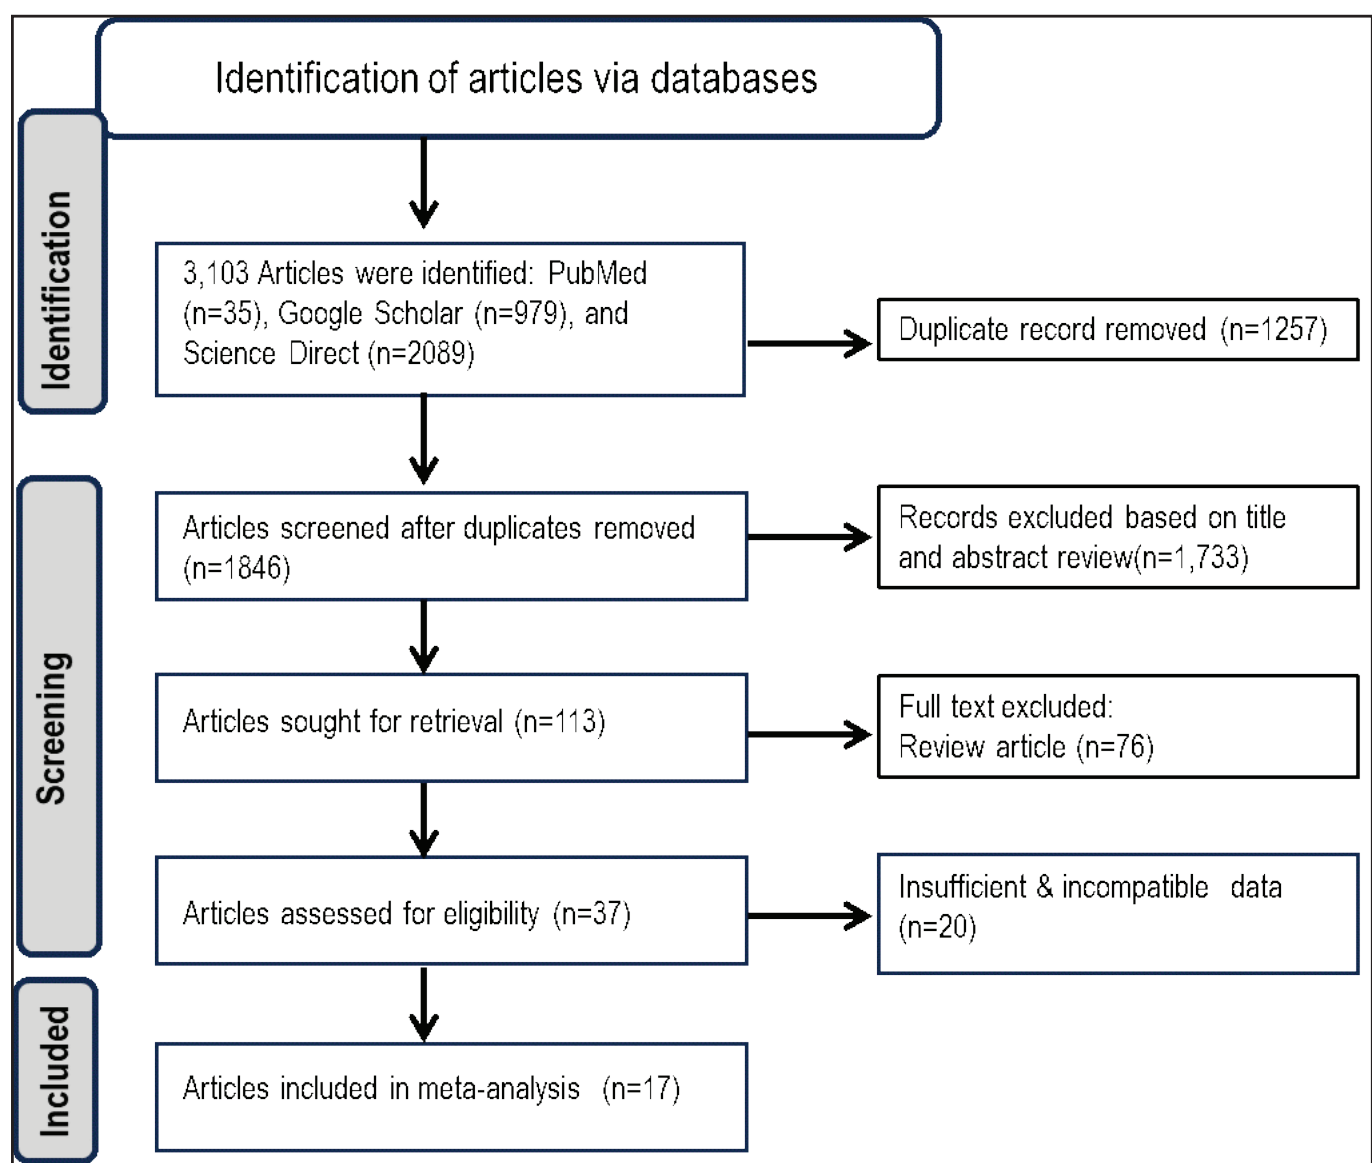 Identification of articles via databases
Identification
3,103 Articles were identified: PubMed
(n=35), Google Scholar (n=979), and
Science Direct (n=2089)
Duplicate record removed (n=1257)
Screening
Articles screened after duplicates removed
(n=1846)
Records excluded based on title
and abstract review(n=1,733)
Articles sought for retrieval (n=113)
Full text excluded:
Review article (n=76)
Articles assessed for eligibility (n=37)
Insufficient & incompatible data
(n=20)
Included
Articles included in meta-analysis (n=17)